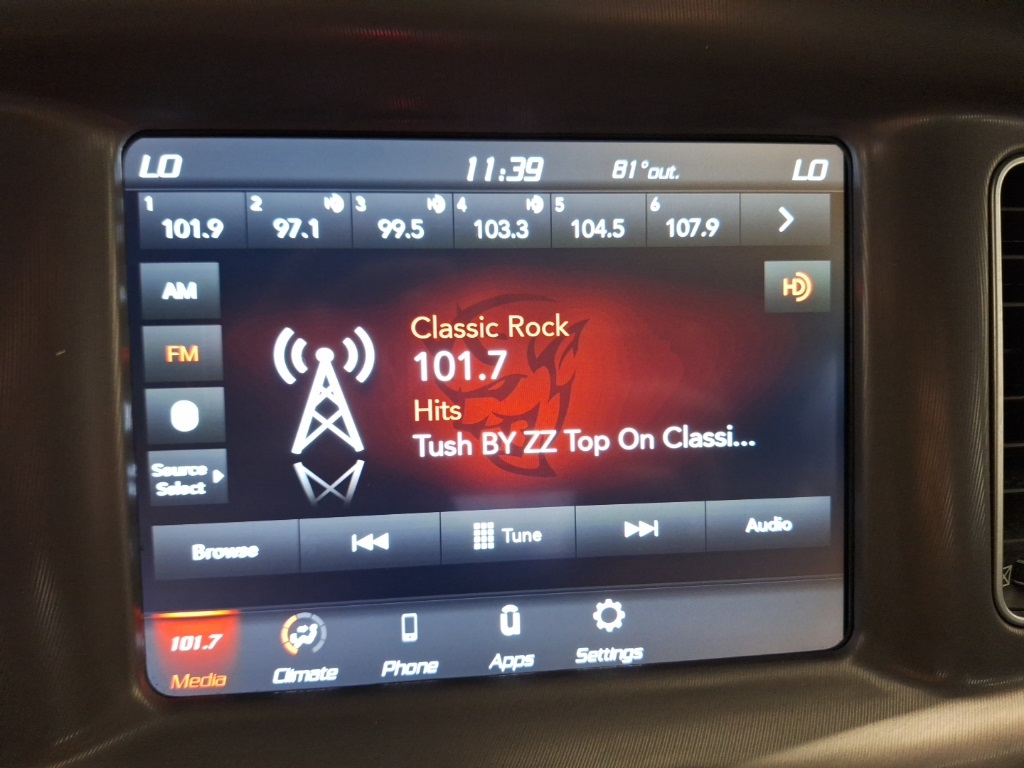 LO 11:39 81° out. LO
1 2 3 4 5 6
101.9 97.1 99.5 103.3 104.5 107.9
AM
HD
FM
Classic Rock
101.7
Hits
Tush BY ZZ Top On Classi...
Source
Select
Browse Tune Audio
101.7
Media Climate Phone Apps Settings